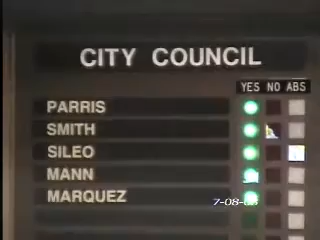 CITY COUNCIL
YES NO ABS
PARRIS
SMITH
SILEO
MANN
MARQUEZ